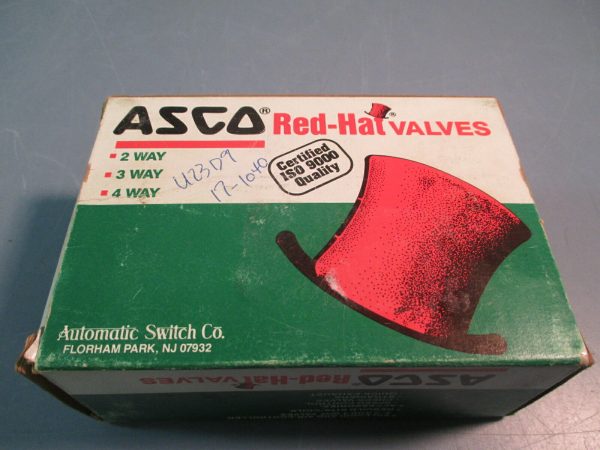 ASCO® Red-Hat® VALVES
2 WAY
3 WAY
4 WAY
U23D9
17-1040
Certified
ISO 9000
Quality
Automatic Switch Co.
FLORHAM PARK, NJ 07932
ASCO Red-Hat VALVES